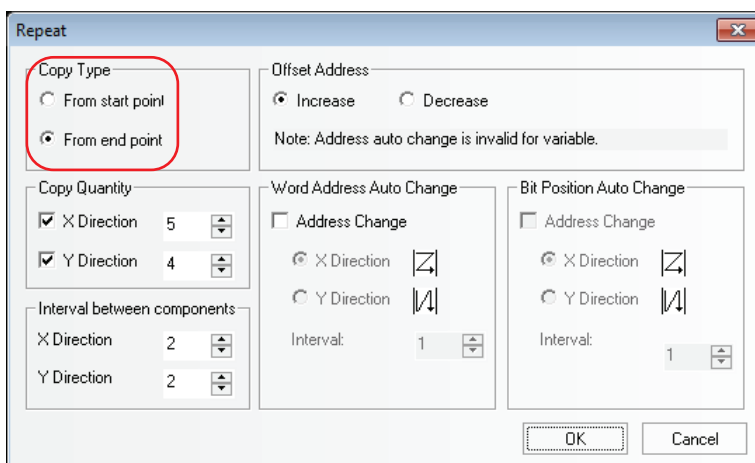 Repeat
Copy Type
From start point
From end point
Offset Address
Increase Decrease
Note: Address auto change is invalid for variable.
Copy Quantity
X Direction 5
Y Direction 4
Interval between components
X Direction 2
Y Direction 2
Word Address Auto Change
Address Change
X Direction
Y Direction
Interval: 1
Bit Position Auto Change
Address Change
X Direction
Y Direction
Interval: 1
OK Cancel